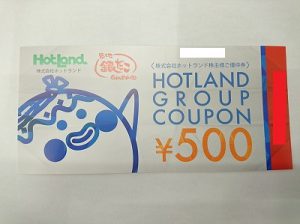 HotLand
株式会社ホットランド
築地
銀だこ
(株式会社ホットランド株主様ご優待券)
HOTLAND
GROUP
COUPON
¥500